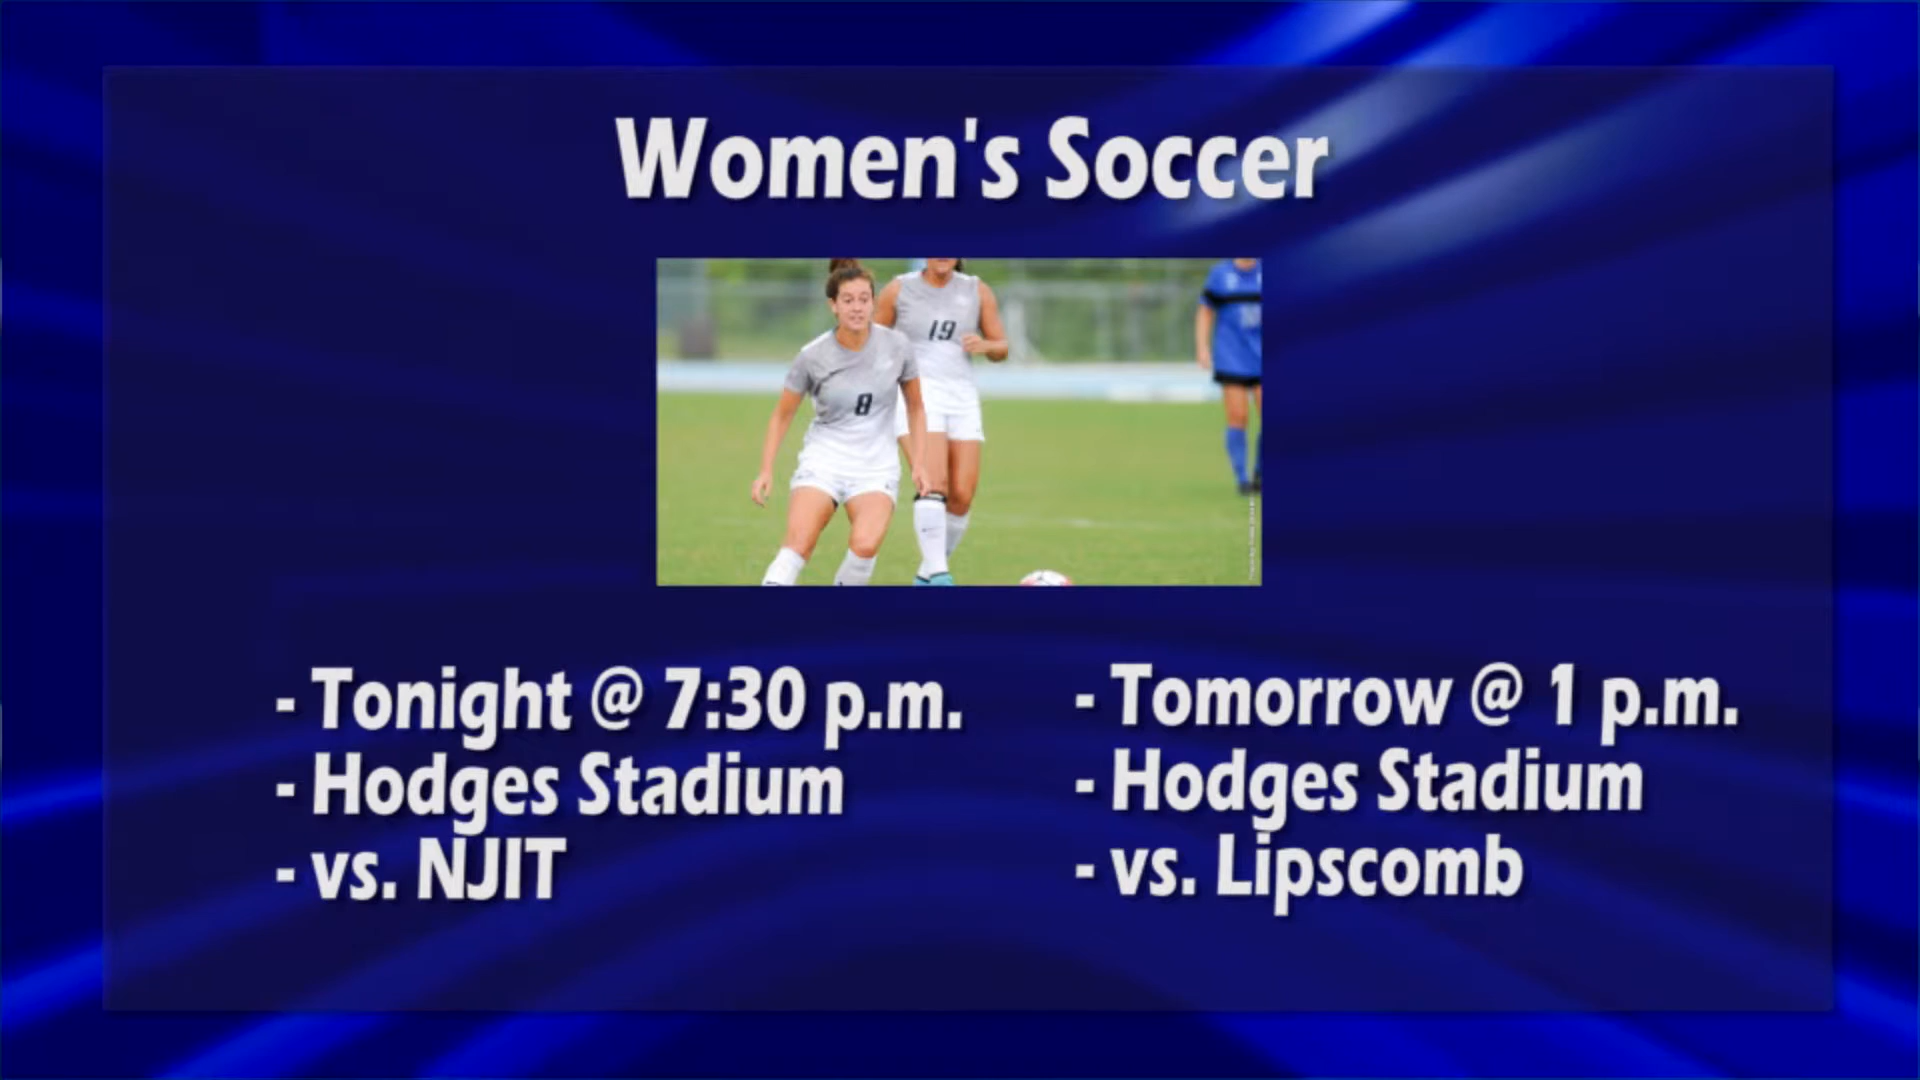 Women's Soccer
19
8
- Tonight @ 7:30 p.m.
- Hodges Stadium
- vs. NJIT
- Tomorrow @ 1 p.m.
- Hodges Stadium
- vs. Lipscomb